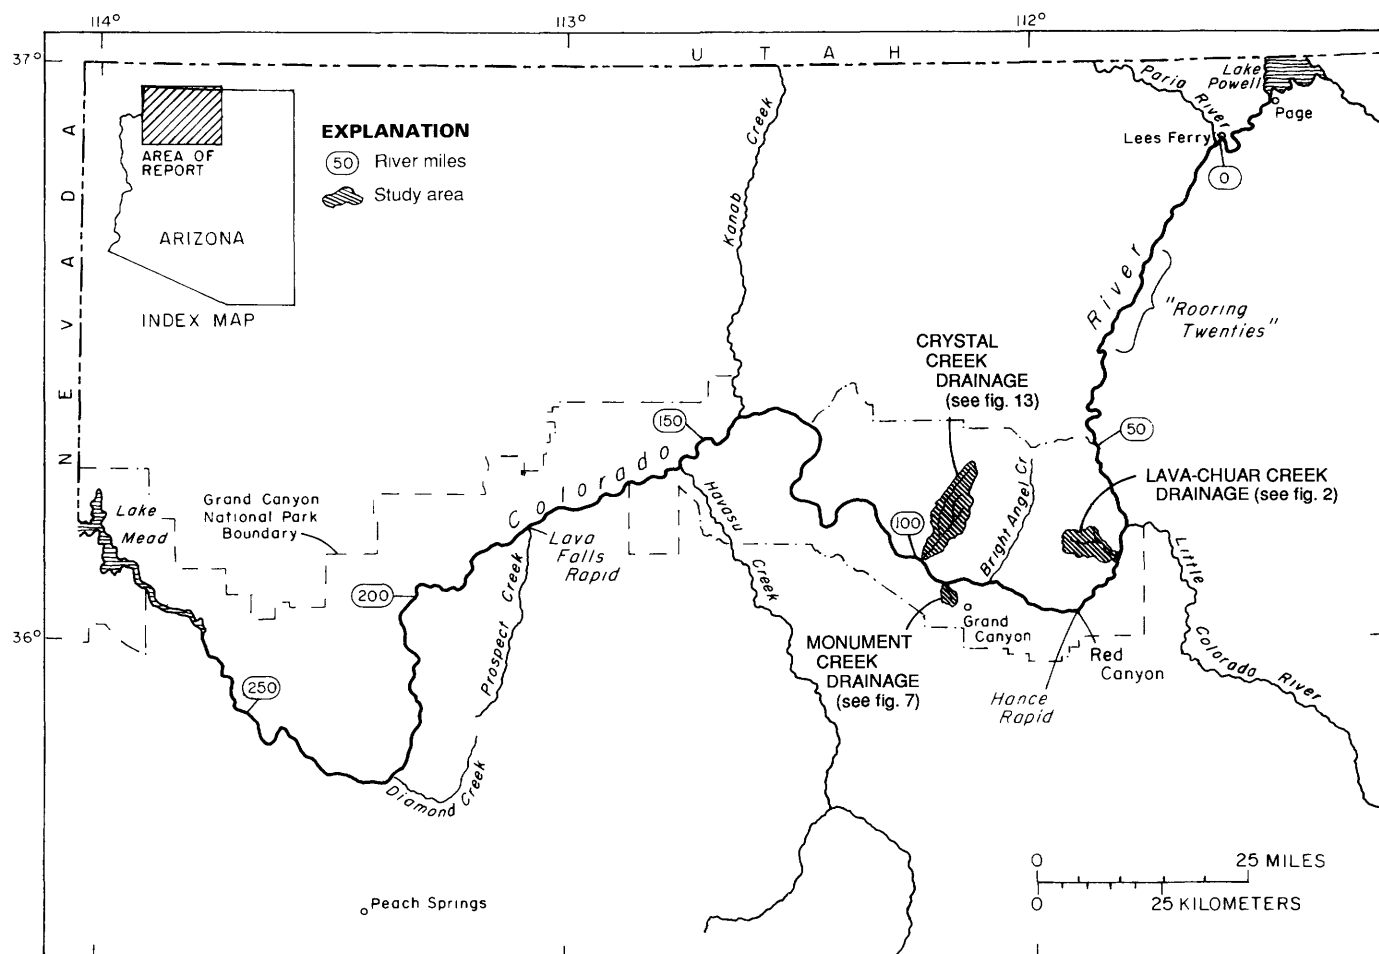 114°
113°
112°
37°
UTAH
NEVADA
AREA OF
REPORT
ARIZONA
INDEX MAP
EXPLANATION
50 River miles
Study area
Kanab Creek
Paria River
Lake
Powell
Page
Lees Ferry
0
River
"Roaring
Twenties"
CRYSTAL
CREEK
DRAINAGE
(see fig. 13)
150
50
Colorado
Havasu Creek
Bright Angel Cr
LAVA-CHUAR CREEK
DRAINAGE (see fig. 2)
Grand Canyon
National Park
Boundary
Lake
Mead
Lava
Falls
Rapid
100
200
Prospect Creek
Little Colorado River
Grand
Canyon
36°
MONUMENT
CREEK
DRAINAGE
(see fig. 7)
Red
Canyon
Hance
Rapid
250
Diamond Creek
Peach Springs
0 25 MILES
0 25 KILOMETERS